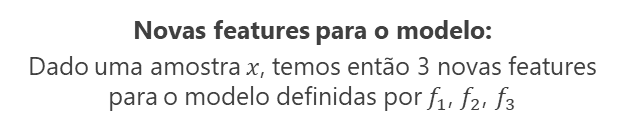 Novas features para o modelo:
Dado uma amostra x, temos então 3 novas features
para o modelo definidas por f₁, f₂, f₃